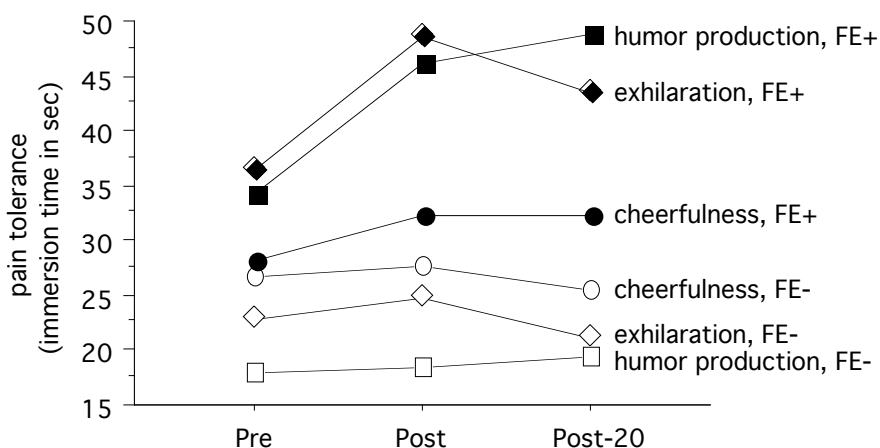 50
45
40
35
30
25
20
15
pain tolerance
(immersion time in sec)
humor production, FE+
exhilaration, FE+
cheerfulness, FE+
cheerfulness, FE-
exhilaration, FE-
humor production, FE-
Pre Post Post-20